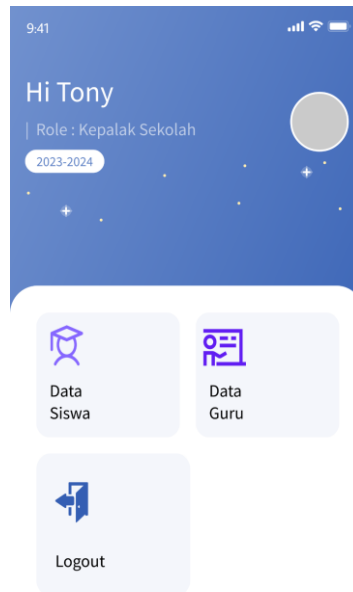 9:41
Hi Tony
| Role : Kepalak Sekolah
2023-2024
Data
Siswa
Data
Guru
Logout